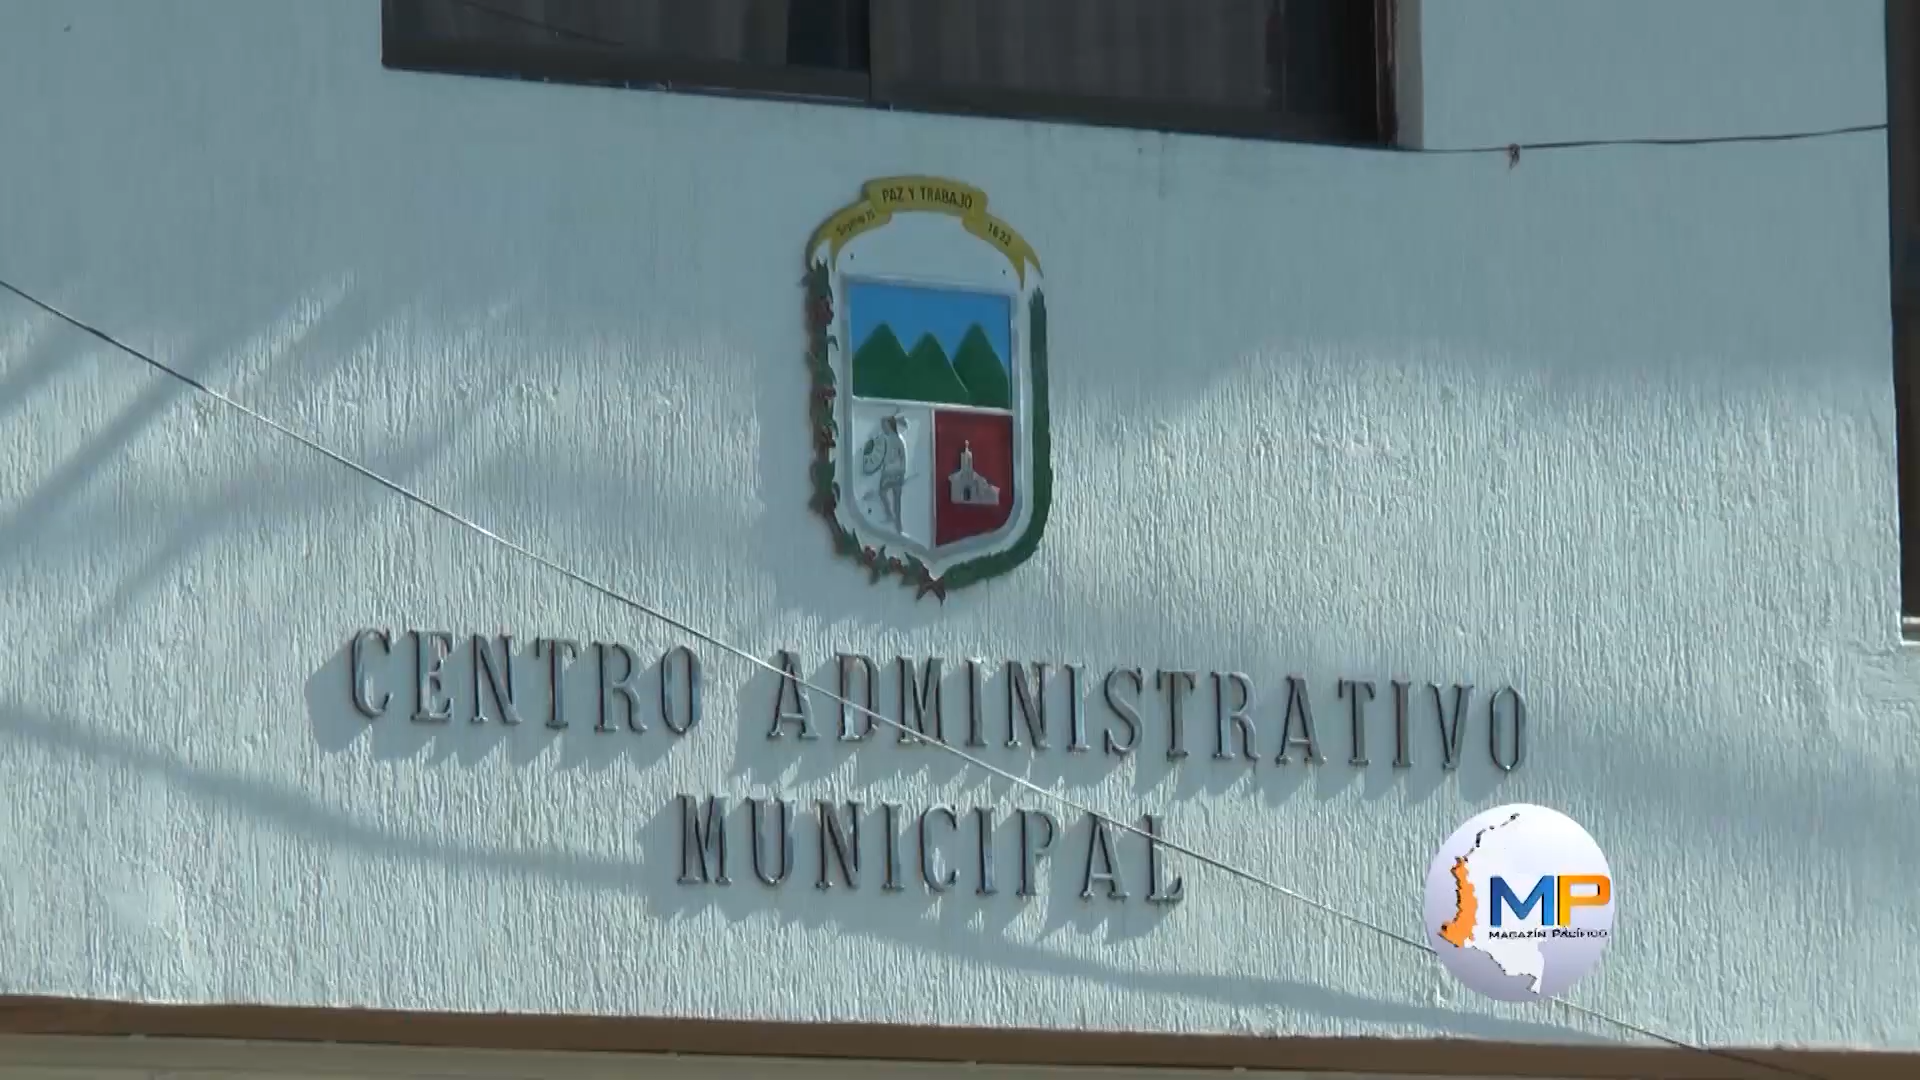 PAZ Y TRABAJO
1822
CENTRO ADMINISTRATIVO
MUNICIPAL
MP
MAGAZÍN PACÍFICO